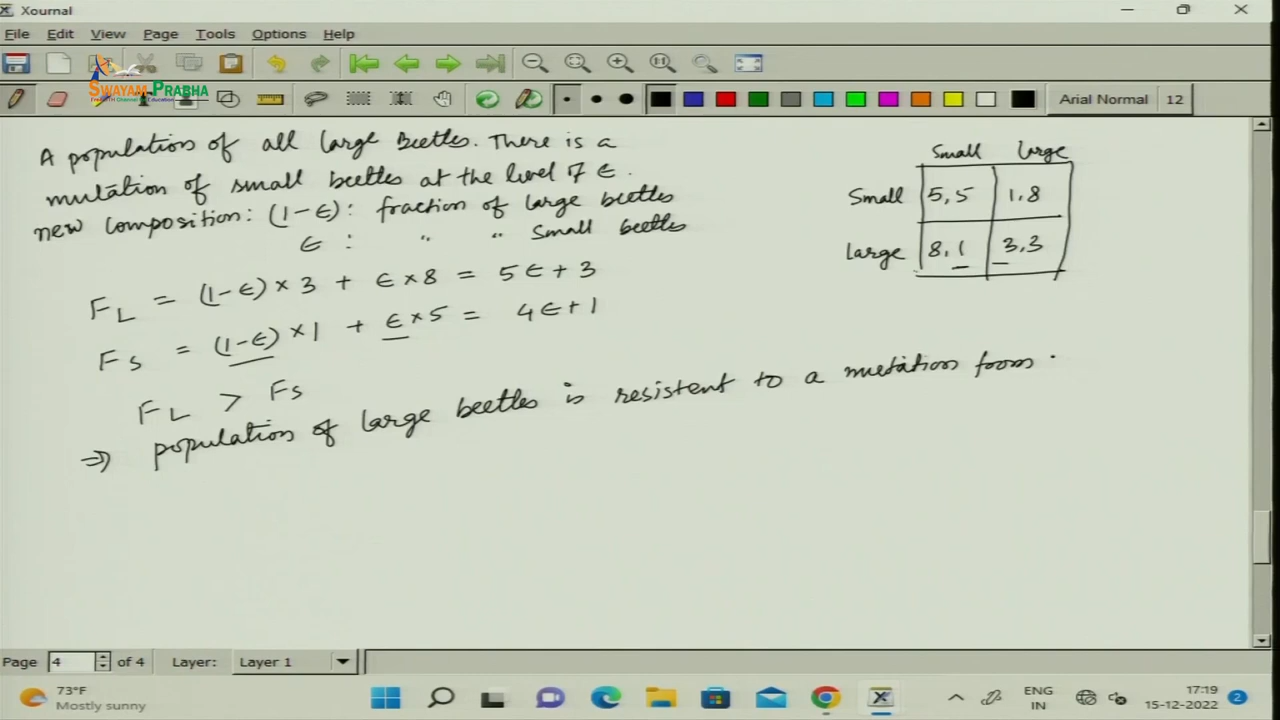 Xournal
File Edit View Page Tools Options Help
SWAYAM PRABHA
Arial Normal 12
A population of all large Beetles. There is a
mutation of small beetles at the level of ε.
new composition: (1-ε): fraction of large beetles
ε : " " Small beetles
F_L = (1-ε)×3 + ε×8 = 5ε+3
F_S = (1-ε)×1 + ε×5 = 4ε+1
F_L > F_S
⇒ population of large beetles is resistent to a mutation from
Small Large
Small 5,5 1,8
Large 8,1 3,3
Page 4 of 4 Layer: Layer 1
73°F
Mostly sunny
ENG
IN
17:19
15-12-2022
2